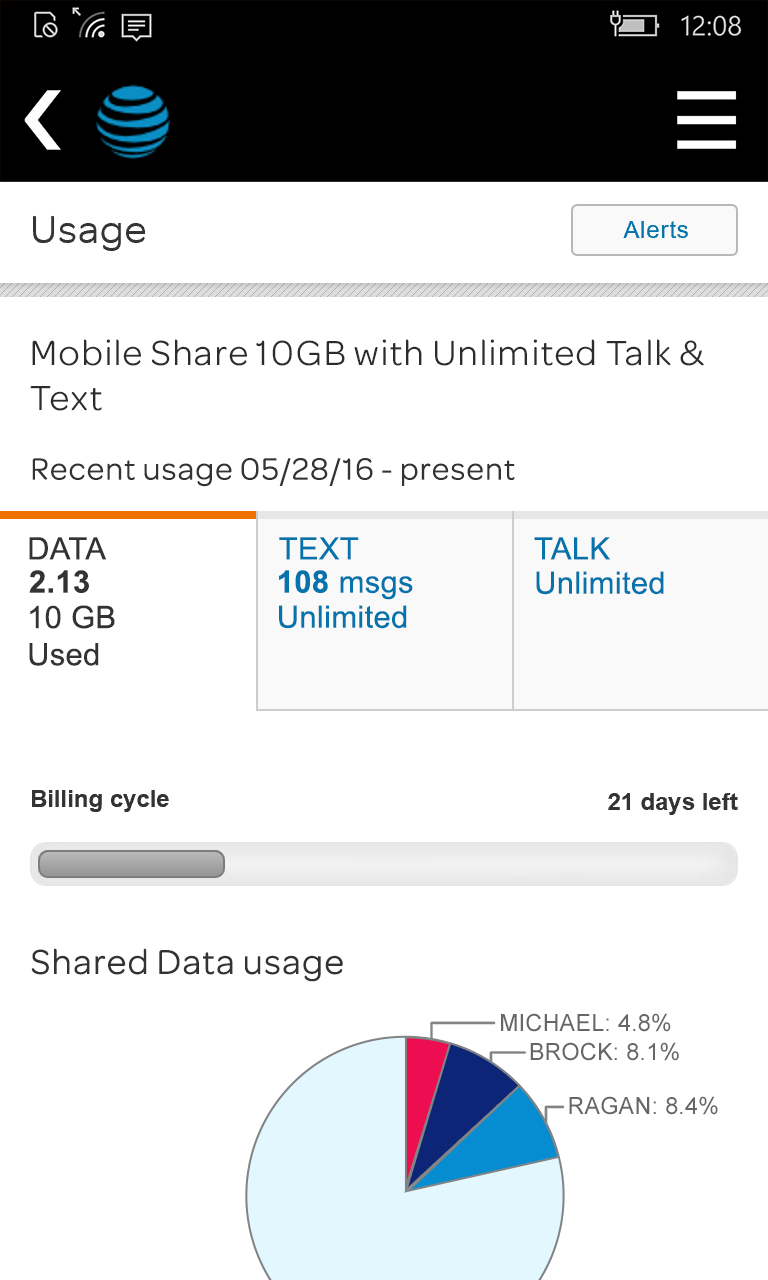 12:08
Usage
Alerts
Mobile Share 10GB with Unlimited Talk &
Text
Recent usage 05/28/16 - present
DATA
2.13
10 GB
Used
TEXT
108 msgs
Unlimited
TALK
Unlimited
Billing cycle
21 days left
Shared Data usage
MICHAEL: 4.8%
BROCK: 8.1%
RAGAN: 8.4%